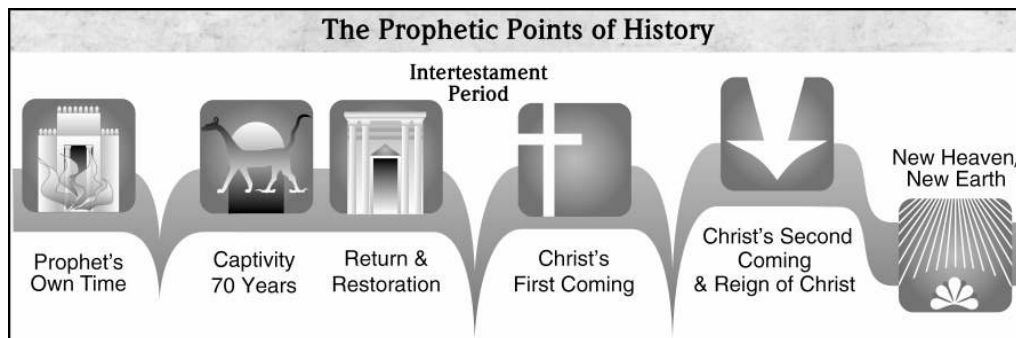 The Prophetic Points of History
Intertestament
Period
New Heaven,
New Earth
Prophet's
Own Time
Captivity
70 Years
Return &
Restoration
Christ's
First Coming
Christ's Second
Coming
& Reign of Christ